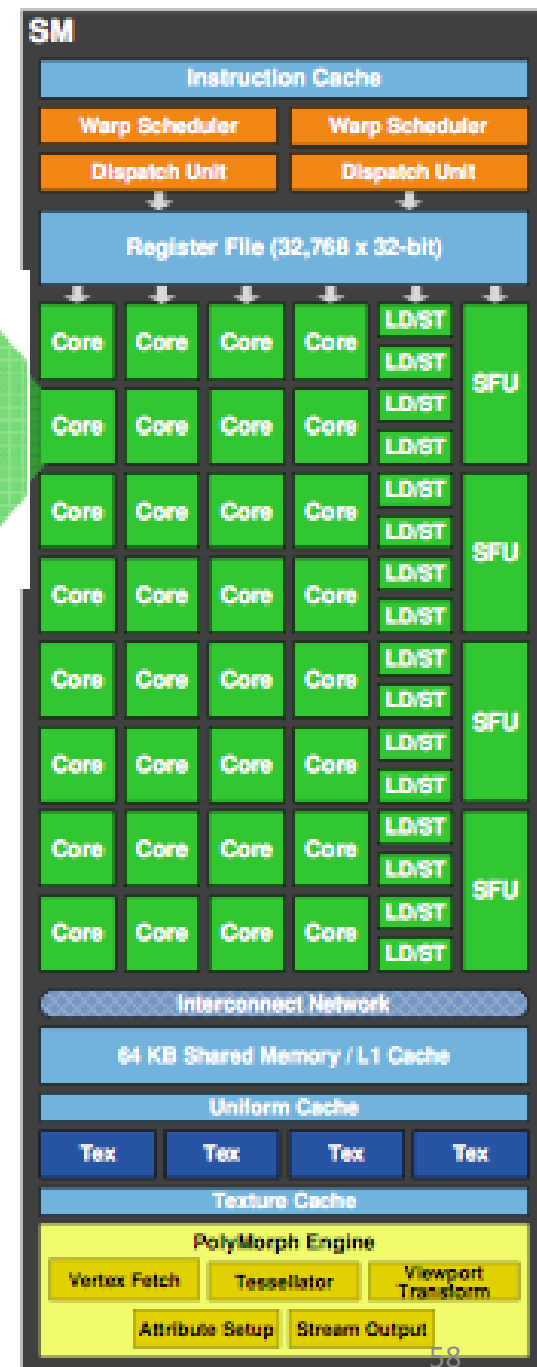 SM
Instruction Cache
Warp Scheduler Warp Scheduler
Dispatch Unit Dispatch Unit
Register File (32,768 x 32-bit)
Core Core Core Core LD/ST SFU
LD/ST
Core Core Core Core LD/ST
LD/ST
Core Core Core Core LD/ST SFU
LD/ST
Core Core Core Core LD/ST
LD/ST
Core Core Core Core LD/ST SFU
LD/ST
Core Core Core Core LD/ST
LD/ST
Core Core Core Core LD/ST SFU
LD/ST
Core Core Core Core LD/ST
LD/ST
Interconnect Network
64 KB Shared Memory / L1 Cache
Uniform Cache
Tex Tex Tex Tex
Texture Cache
PolyMorph Engine
Vertex Fetch Tessellator Viewport
Transform
Attribute Setup Stream Output
58